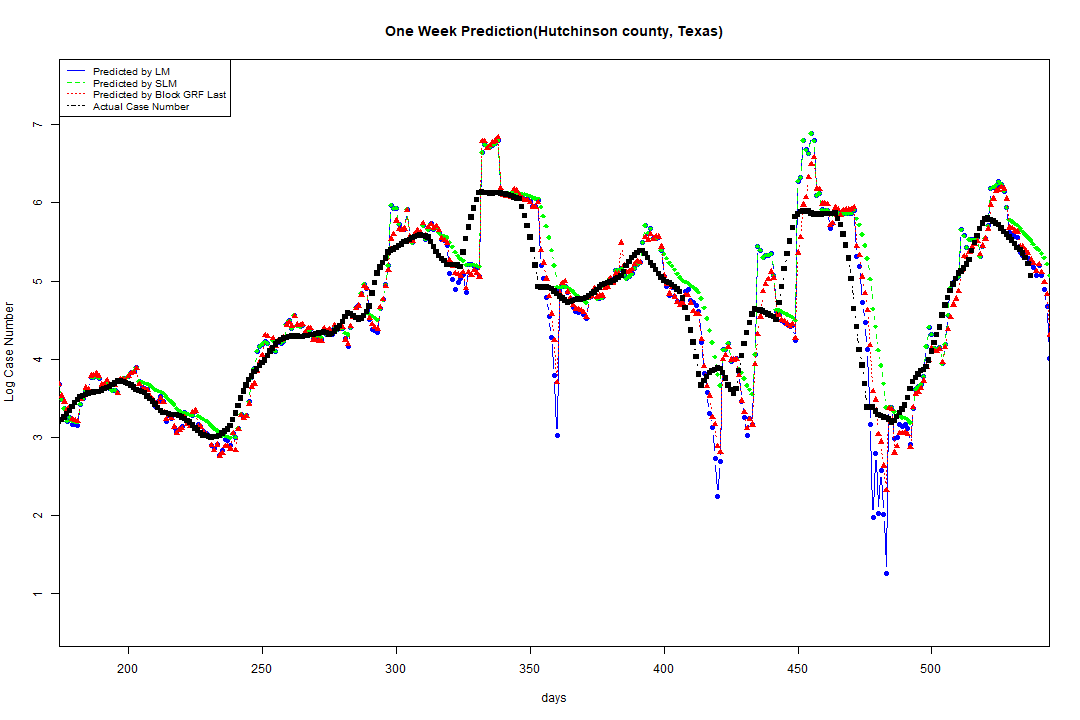 One Week Prediction(Hutchinson county, Texas)
Predicted by LM
Predicted by SLM
Predicted by Block GRF Last
Actual Case Number
Log Case Number
7
6
5
4
3
2
1
200 250 300 350 400 450 500
days